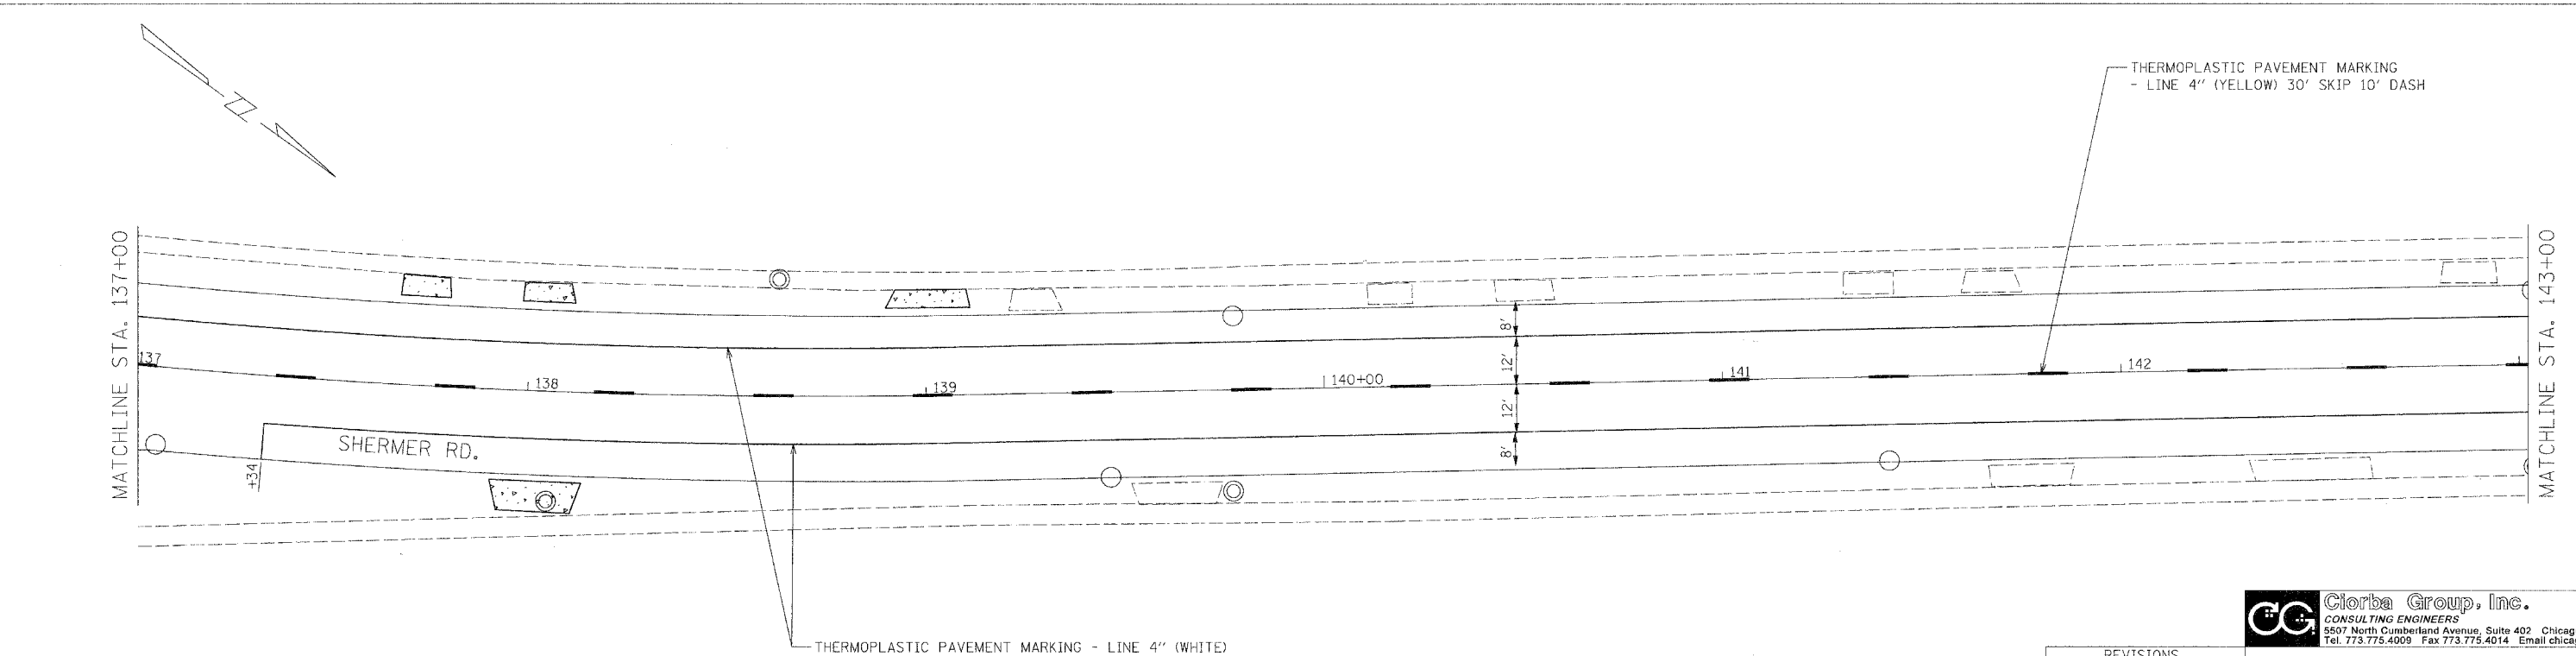 THERMOPLASTIC PAVEMENT MARKING
- LINE 4" (YELLOW) 30' SKIP 10' DASH
N
MATCHLINE STA. 137+00
MATCHLINE STA. 143+00
137
138
139
140+00
141
142
8'
12'
12'
8'
SHERMER RD.
+34
THERMOPLASTIC PAVEMENT MARKING - LINE 4" (WHITE)
CG
Ciorba Group, Inc.
CONSULTING ENGINEERS
5507 North Cumberland Avenue, Suite 402 Chicag
Tel. 773.775.4009 Fax 773.775.4014 Email chica
REVISIONS